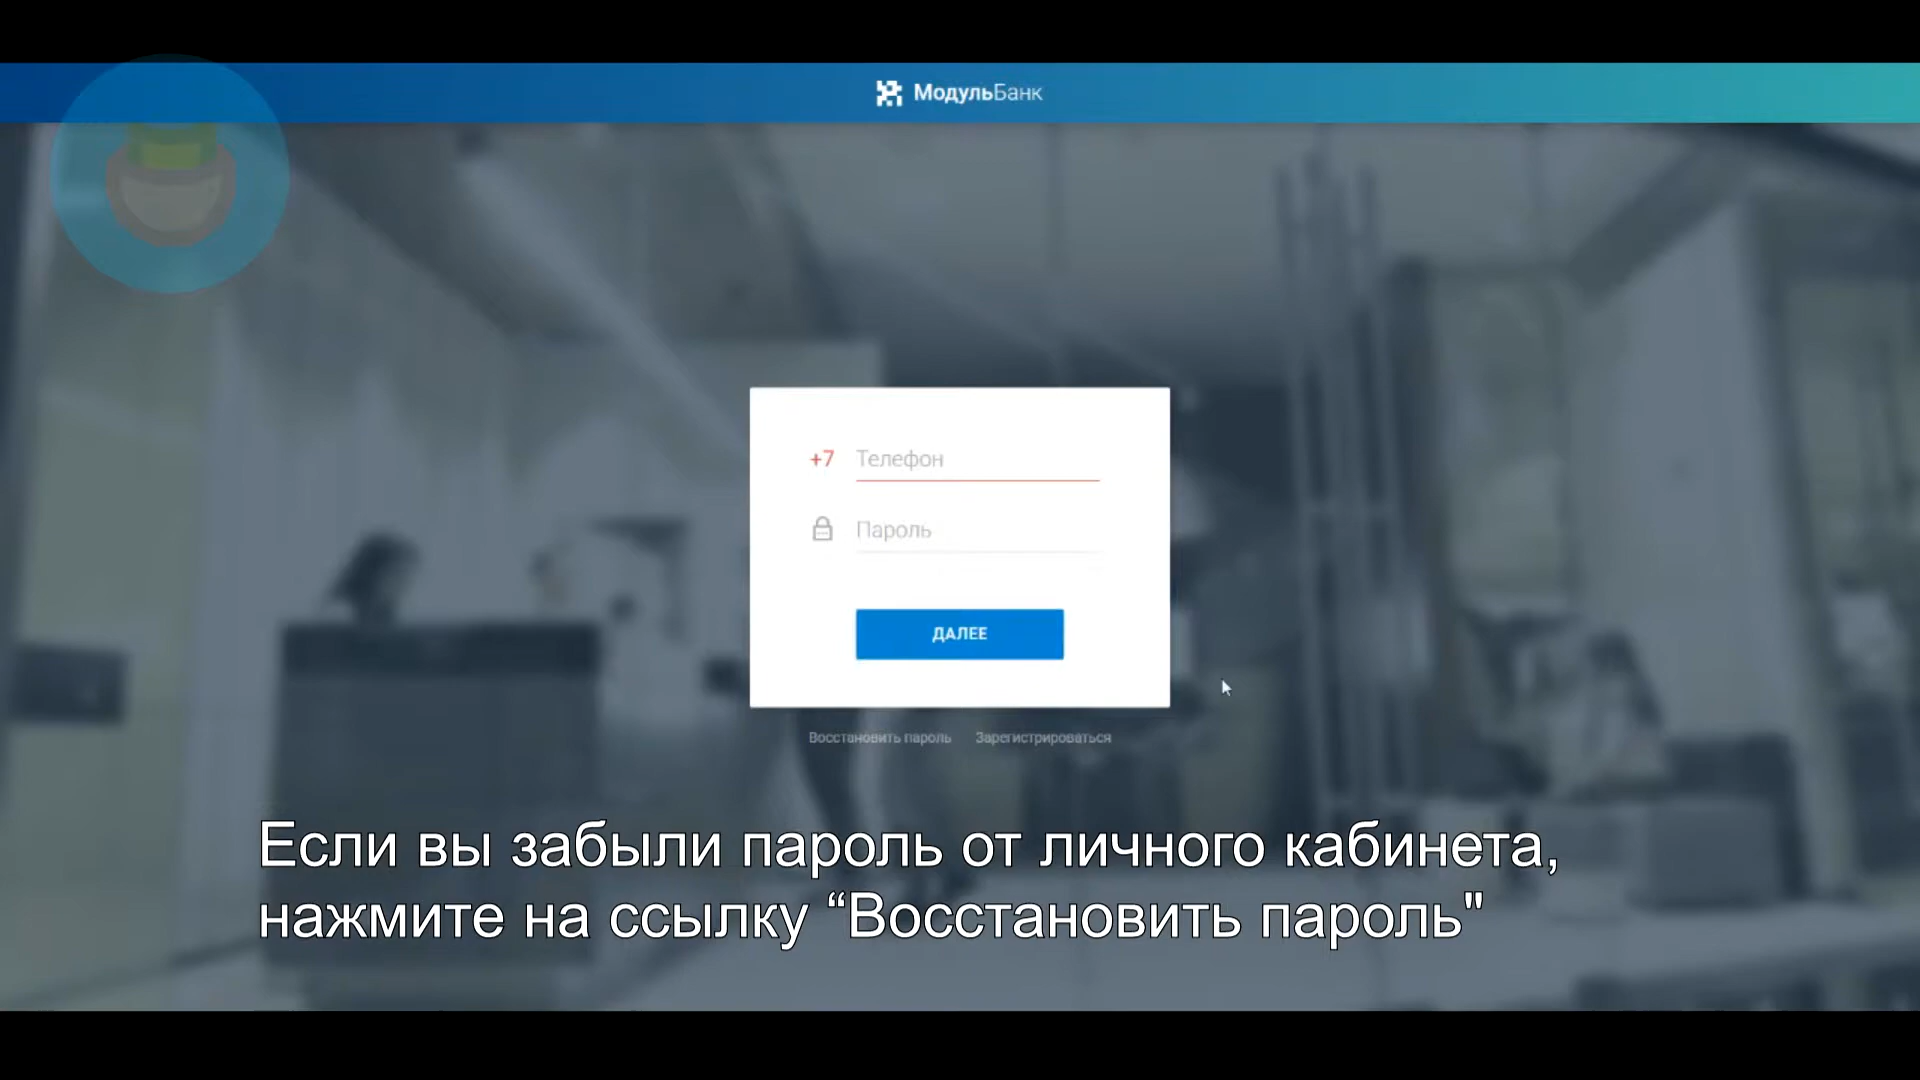 МодульБанк
+7 Телефон
Пароль
ДАЛЕЕ
Восстановить пароль Зарегистрироваться
Если вы забыли пароль от личного кабинета,
нажмите на ссылку “Восстановить пароль"